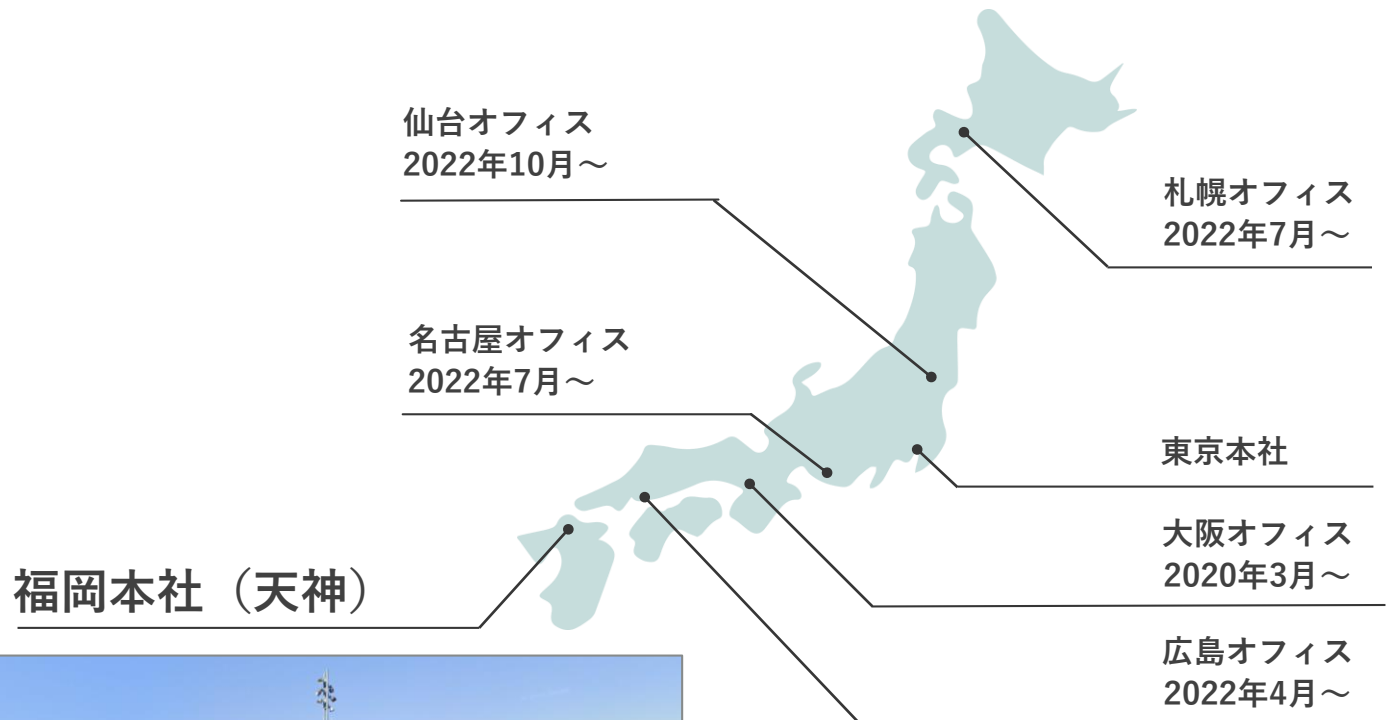 仙台オフィス
2022年10月～
札幌オフィス
2022年7月～
名古屋オフィス
2022年7月～
東京本社
大阪オフィス
2020年3月～
福岡本社（天神）
広島オフィス
2022年4月～